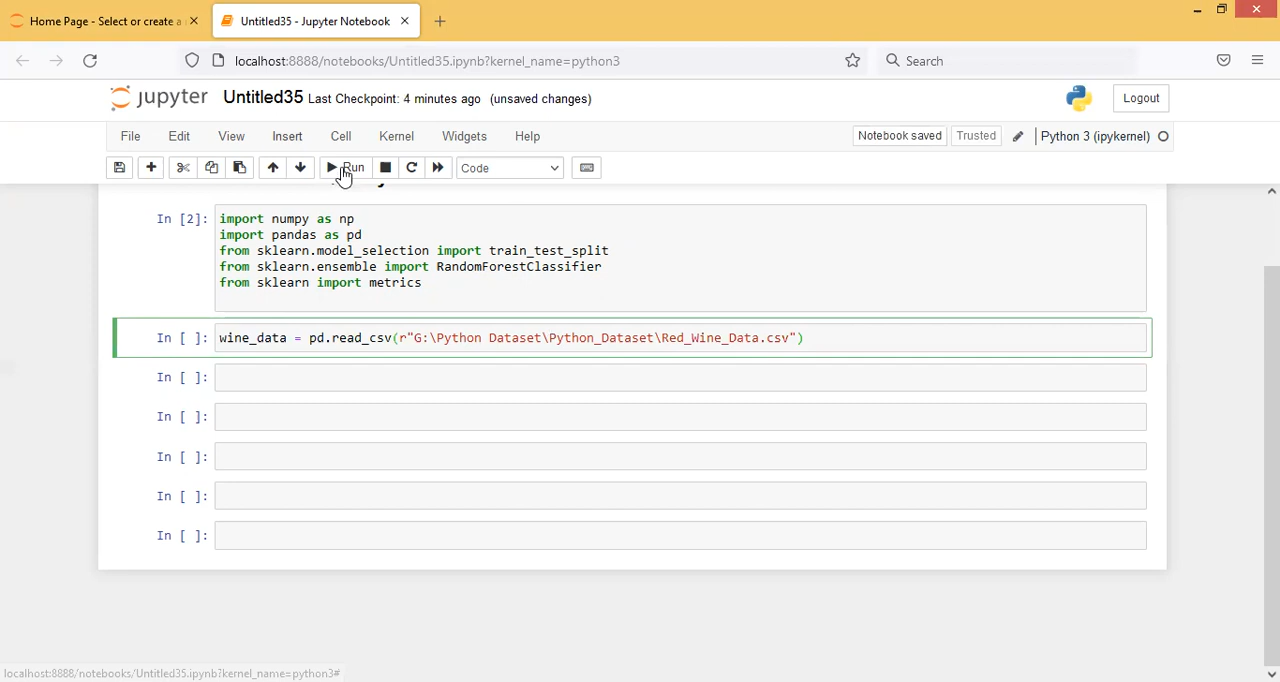 Home Page - Select or create a
Untitled35 - Jupyter Notebook
localhost:8888/notebooks/Untitled35.ipynb?kernel_name=python3
Search
jupyter Untitled35 Last Checkpoint: 4 minutes ago (unsaved changes)
Logout
File Edit View Insert Cell Kernel Widgets Help
Notebook saved Trusted Python 3 (ipykernel)
Run Code
In [2]: import numpy as np
import pandas as pd
from sklearn.model_selection import train_test_split
from sklearn.ensemble import RandomForestClassifier
from sklearn import metrics
In [ ]: wine_data = pd.read_csv(r"G:\Python Dataset\Python_Dataset\Red_Wine_Data.csv")
In [ ]:
In [ ]:
In [ ]:
In [ ]:
In [ ]:
localhost:8888/notebooks/Untitled35.ipynb?kernel_name=python3#